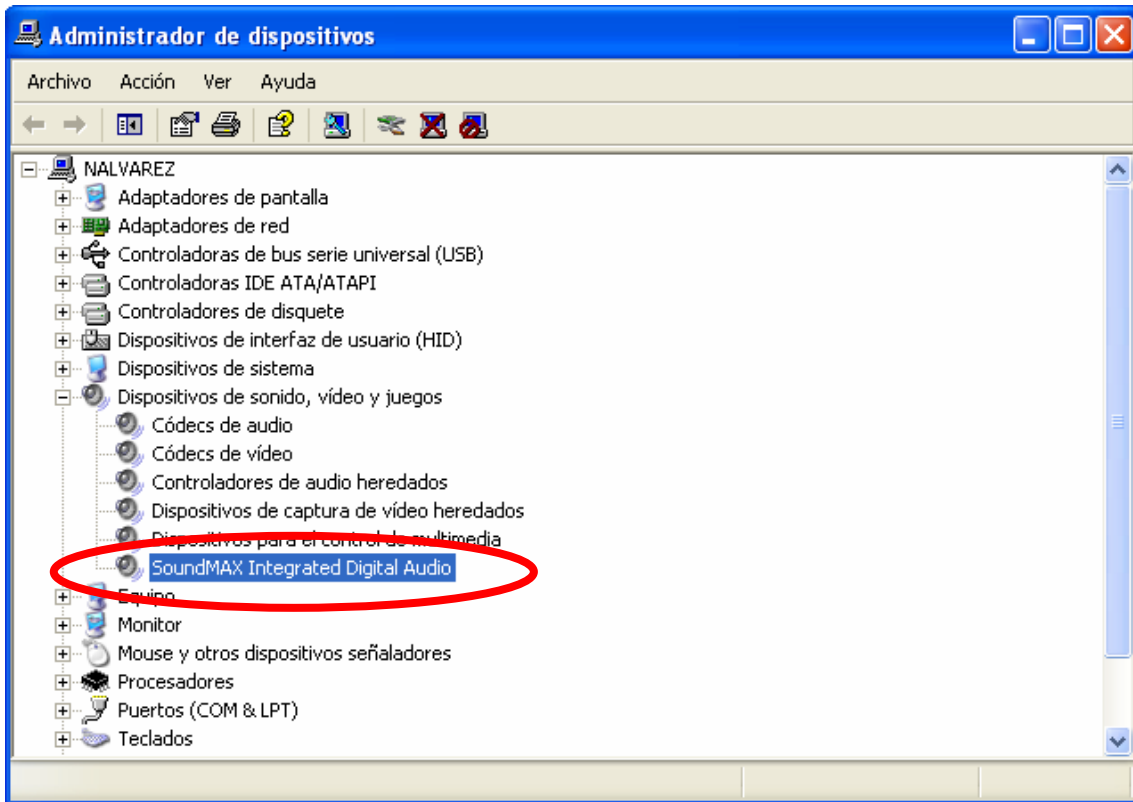 Administrador de dispositivos
Archivo Acción Ver Ayuda
NALVAREZ
Adaptadores de pantalla
Adaptadores de red
Controladoras de bus serie universal (USB)
Controladoras IDE ATA/ATAPI
Controladores de disquete
Dispositivos de interfaz de usuario (HID)
Dispositivos de sistema
Dispositivos de sonido, vídeo y juegos
Códecs de audio
Códecs de vídeo
Controladores de audio heredados
Dispositivos de captura de vídeo heredados
Dispositivos para el control de multimedia
SoundMAX Integrated Digital Audio
Equipo
Monitor
Mouse y otros dispositivos señaladores
Procesadores
Puertos (COM & LPT)
Teclados